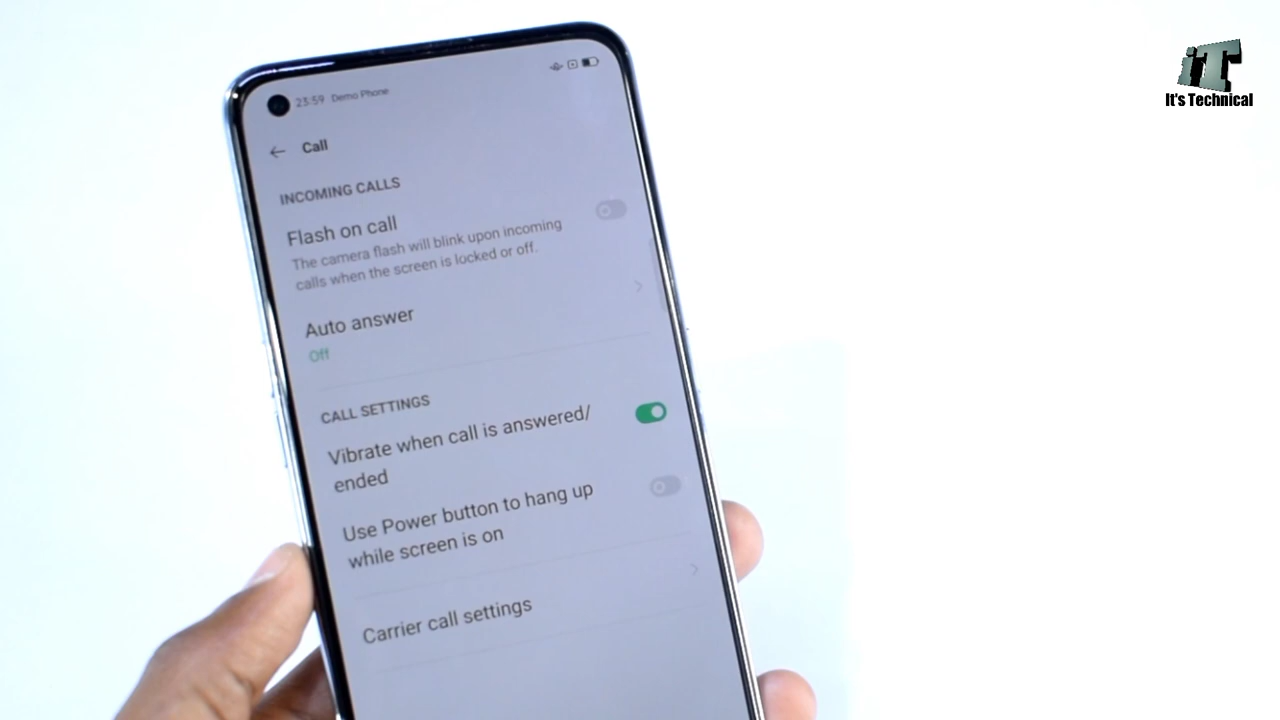 iT
It's Technical
23:59 Demo Phone
Call
INCOMING CALLS
Flash on call
The camera flash will blink upon incoming
calls when the screen is locked or off.
Auto answer
Off
CALL SETTINGS
Vibrate when call is answered/
ended
Use Power button to hang up
while screen is on
Carrier call settings